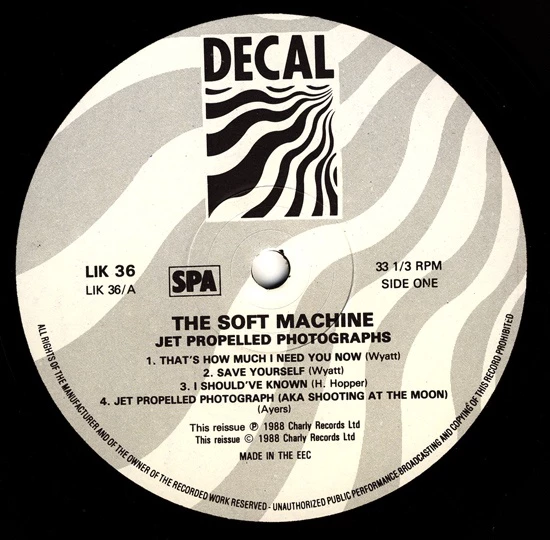 DECAL
LIK 36
LIK 36/A
SPA
33 1/3 RPM
SIDE ONE
THE SOFT MACHINE
JET PROPELLED PHOTOGRAPHS
1. THAT'S HOW MUCH I NEED YOU NOW (Wyatt)
2. SAVE YOURSELF (Wyatt)
3. I SHOULD'VE KNOWN (H. Hopper)
4. JET PROPELLED PHOTOGRAPH (AKA SHOOTING AT THE MOON)
(Ayers)
This reissue ℗ 1988 Charly Records Ltd
This reissue © 1988 Charly Records Ltd
MADE IN THE EEC
ALL RIGHTS OF THE MANUFACTURER AND OF THE OWNER OF THE RECORDED WORK RESERVED - UNAUTHORIZED PUBLIC PERFORMANCE BROADCASTING AND COPYING OF THIS RECORD PROHIBITED